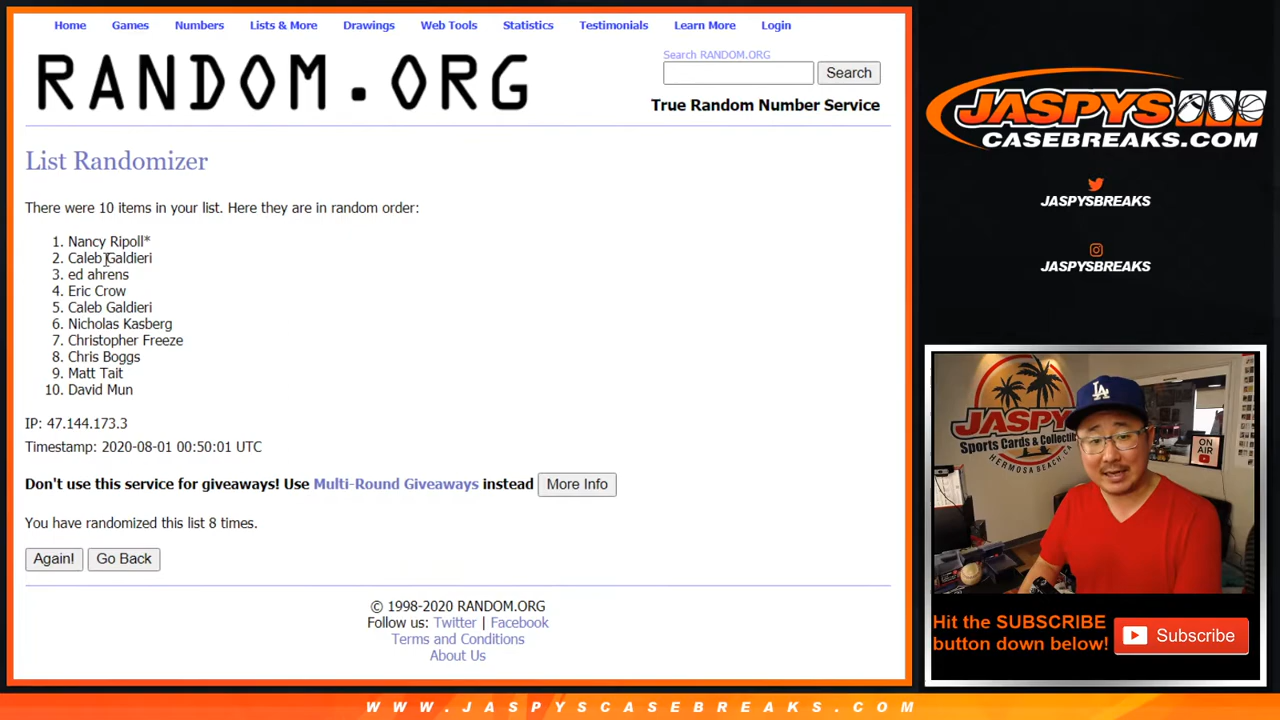 Home Games Numbers Lists & More Drawings Web Tools Statistics Testimonials Learn More Login
RANDOM.ORG
Search RANDOM.ORG
Search
True Random Number Service
List Randomizer
There were 10 items in your list. Here they are in random order:
1. Nancy Ripoll*
2. Caleb Galdieri
3. ed ahrens
4. Eric Crow
5. Caleb Galdieri
6. Nicholas Kasberg
7. Christopher Freeze
8. Chris Boggs
9. Matt Tait
10. David Mun
IP: 47.144.173.3
Timestamp: 2020-08-01 00:50:01 UTC
Don't use this service for giveaways! Use Multi-Round Giveaways instead More Info
You have randomized this list 8 times.
Again! Go Back
© 1998-2020 RANDOM.ORG
Follow us: Twitter | Facebook
Terms and Conditions
About Us
JASPYS
CASEBREAKS.COM
JASPYSBREAKS
JASPYSBREAKS
JASPYS
Sports Cards & Collectib
HERMOSA BEACH, CA
LA
ON
AIR
Hit the SUBSCRIBE
button down below!
Subscribe
WWW.JASPYSCASEBREAKS.COM